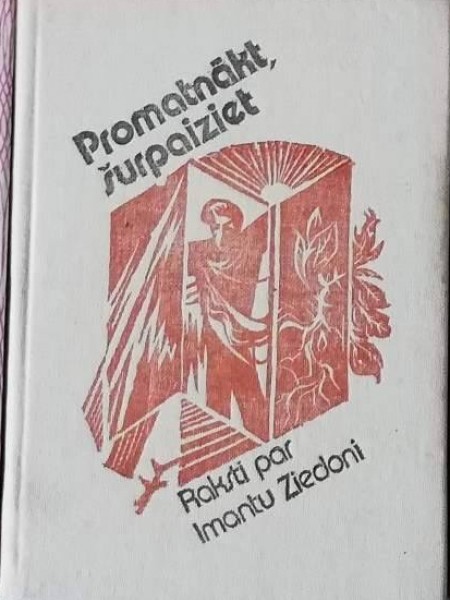 Promatnākt,
šurpaiziet
Raksti par
Imantu Ziedoni